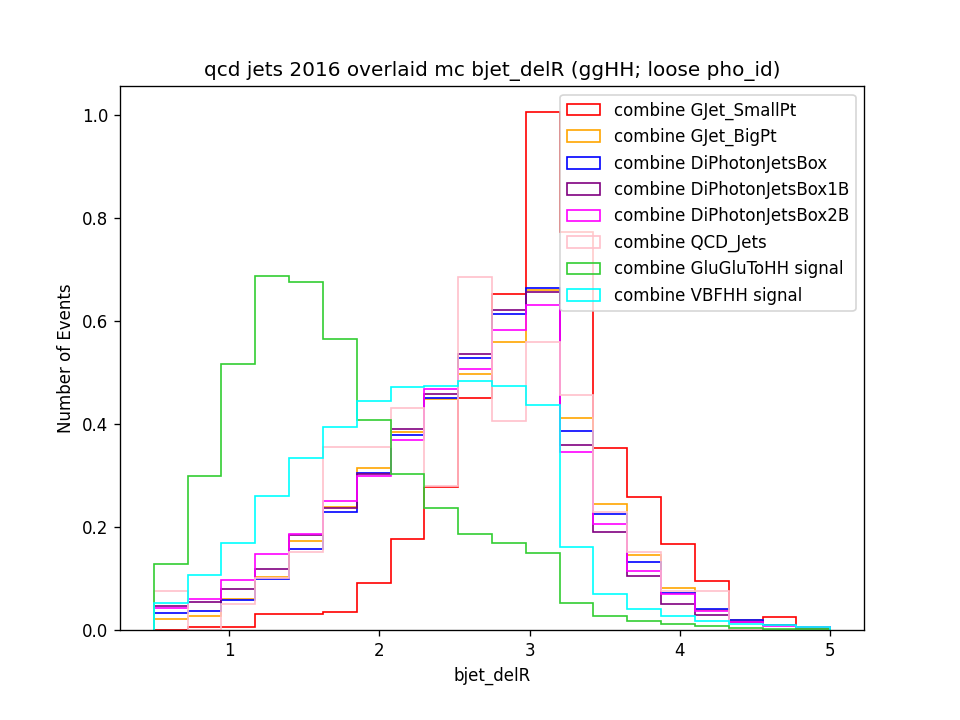 qcd jets 2016 overlaid mc bjet_delR (ggHH; loose pho_id)
combine GJet_SmallPt
combine GJet_BigPt
combine DiPhotonJetsBox
combine DiPhotonJetsBox1B
combine DiPhotonJetsBox2B
combine QCD_Jets
combine GluGluToHH signal
combine VBFHH signal
Number of Events
1.0
0.8
0.6
0.4
0.2
0.0
1 2 3 4 5
bjet_delR